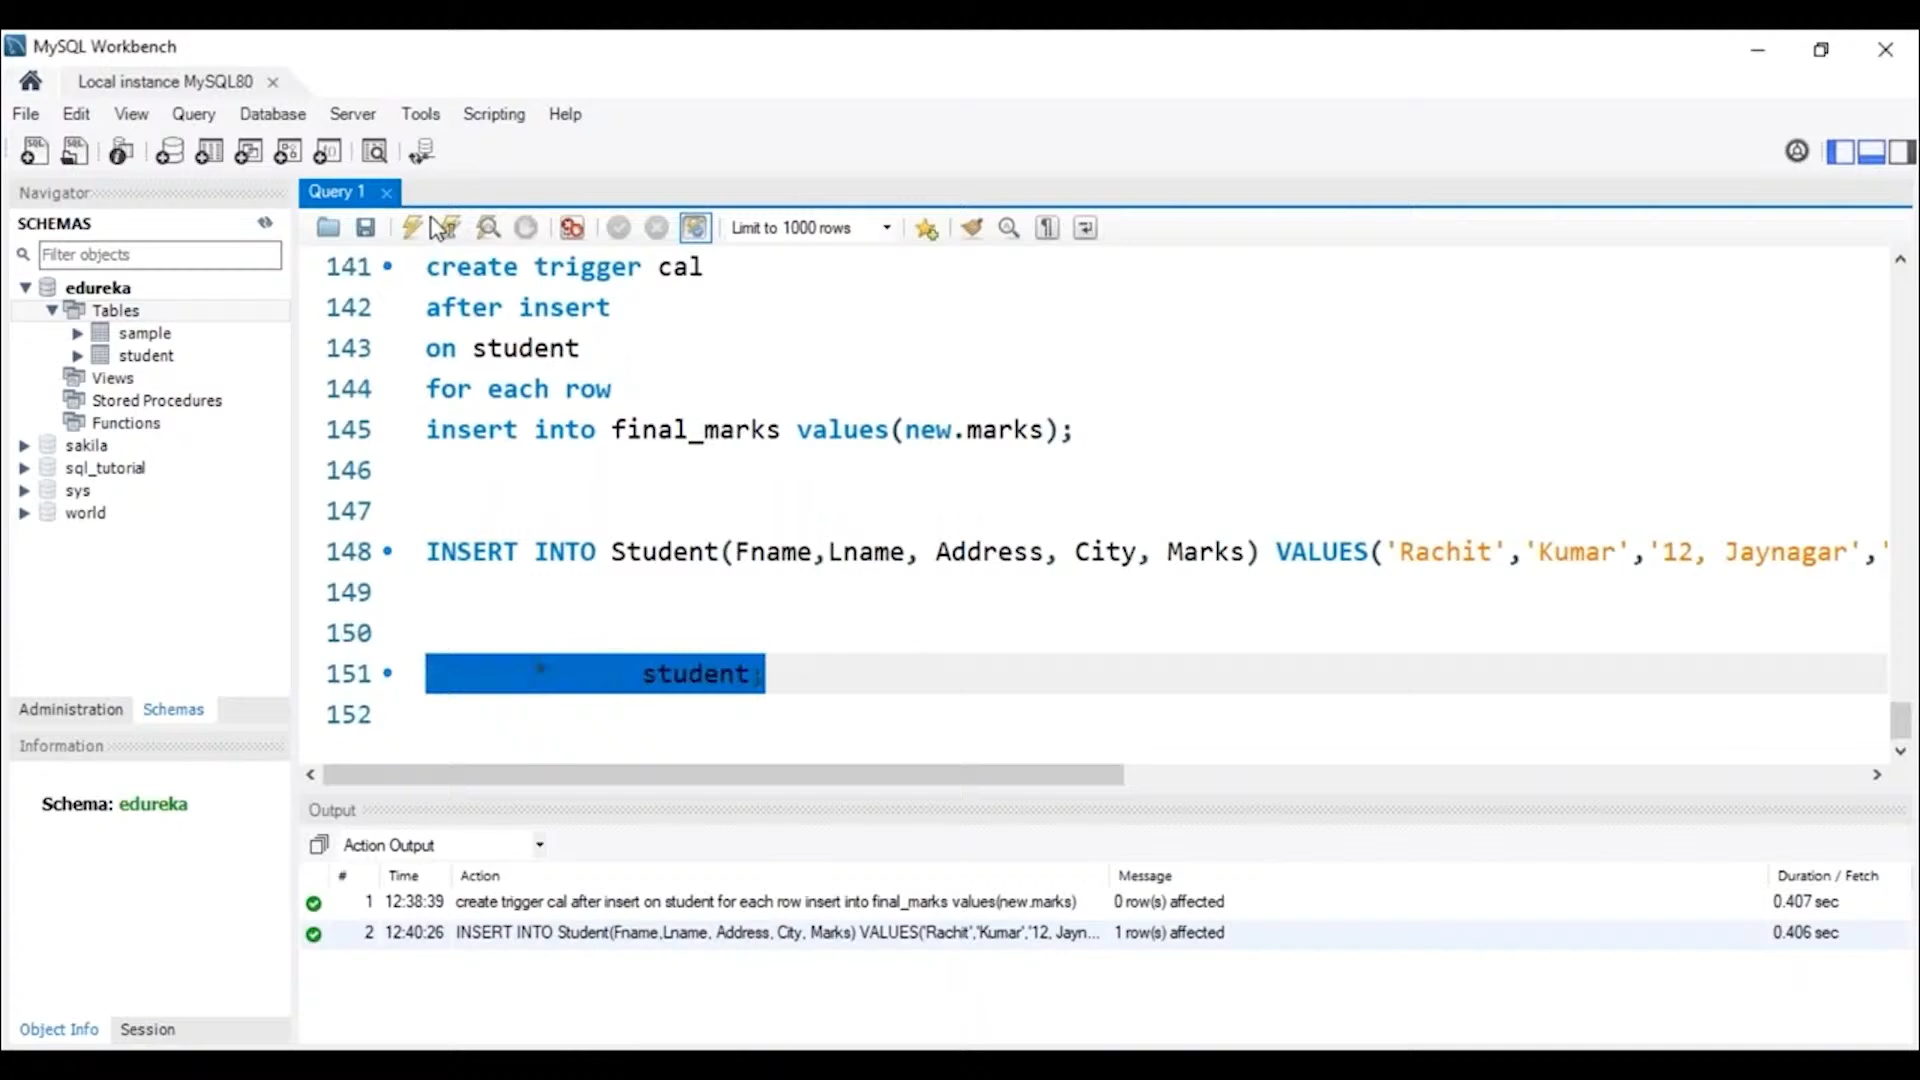 MySQL Workbench
Local instance MySQL80
File Edit View Query Database Server Tools Scripting Help
Navigator
SCHEMAS
Filter objects
edureka
Tables
sample
student
Views
Stored Procedures
Functions
sakila
sql_tutorial
sys
world
Administration Schemas
Information
Schema: edureka
Object Info Session
Query 1
Limit to 1000 rows
141 create trigger cal
142 after insert
143 on student
144 for each row
145 insert into final_marks values(new.marks);
146
147
148 INSERT INTO Student(Fname,Lname, Address, City, Marks) VALUES('Rachit','Kumar','12, Jaynagar','
149
150
151 * student;
152
Output
Action Output
# Time Action Message Duration / Fetch
1 12:38:39 create trigger cal after insert on student for each row insert into final_marks values(new.marks) 0 row(s) affected 0.407 sec
2 12:40:26 INSERT INTO Student(Fname,Lname, Address, City, Marks) VALUES('Rachit','Kumar','12, Jayn... 1 row(s) affected 0.406 sec